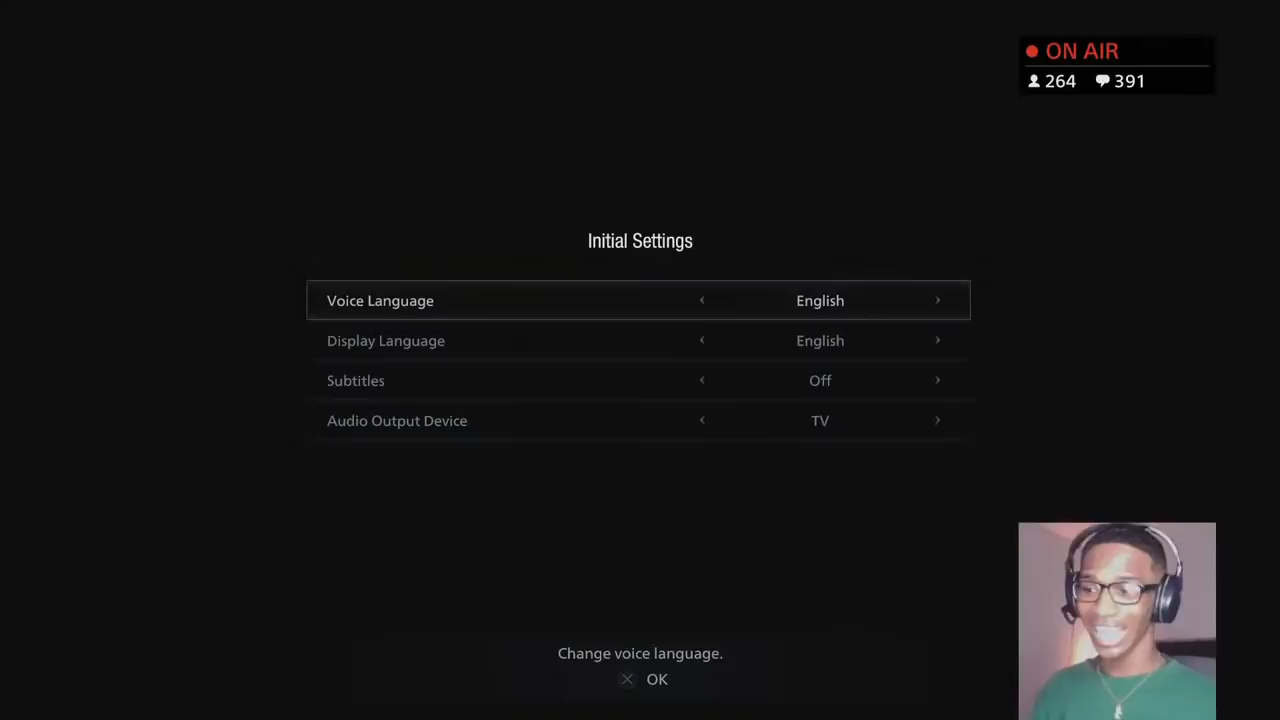 ON AIR
264 391
Initial Settings
Voice Language English
Display Language English
Subtitles Off
Audio Output Device TV
Change voice language.
OK